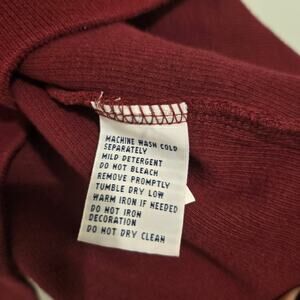 MACHINE WASH COLD
SEPARATELY
MILD DETERGENT
DO NOT BLEACH
REMOVE PROMPTLY
TUMBLE DRY LOW
WARM IRON IF NEEDED
DO NOT IRON
DECORATION
DO NOT DRY CLEAN